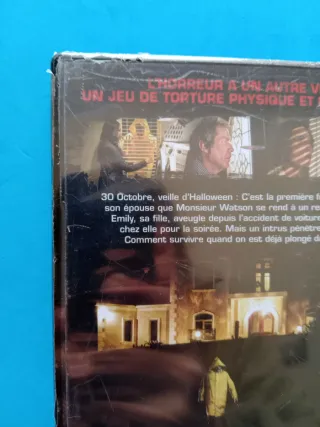 L'HORREUR A UN AUTRE V
UN JEU DE TORTURE PHYSIQUE ET
30 Octobre, veille d'Halloween : C'est la première f
son épouse que Monsieur Watson se rend à un re
Emily, sa fille, aveugle depuis l'accident de voiture
chez elle pour la soirée. Mais un intrus pénètre
Comment survivre quand on est déjà plongé d